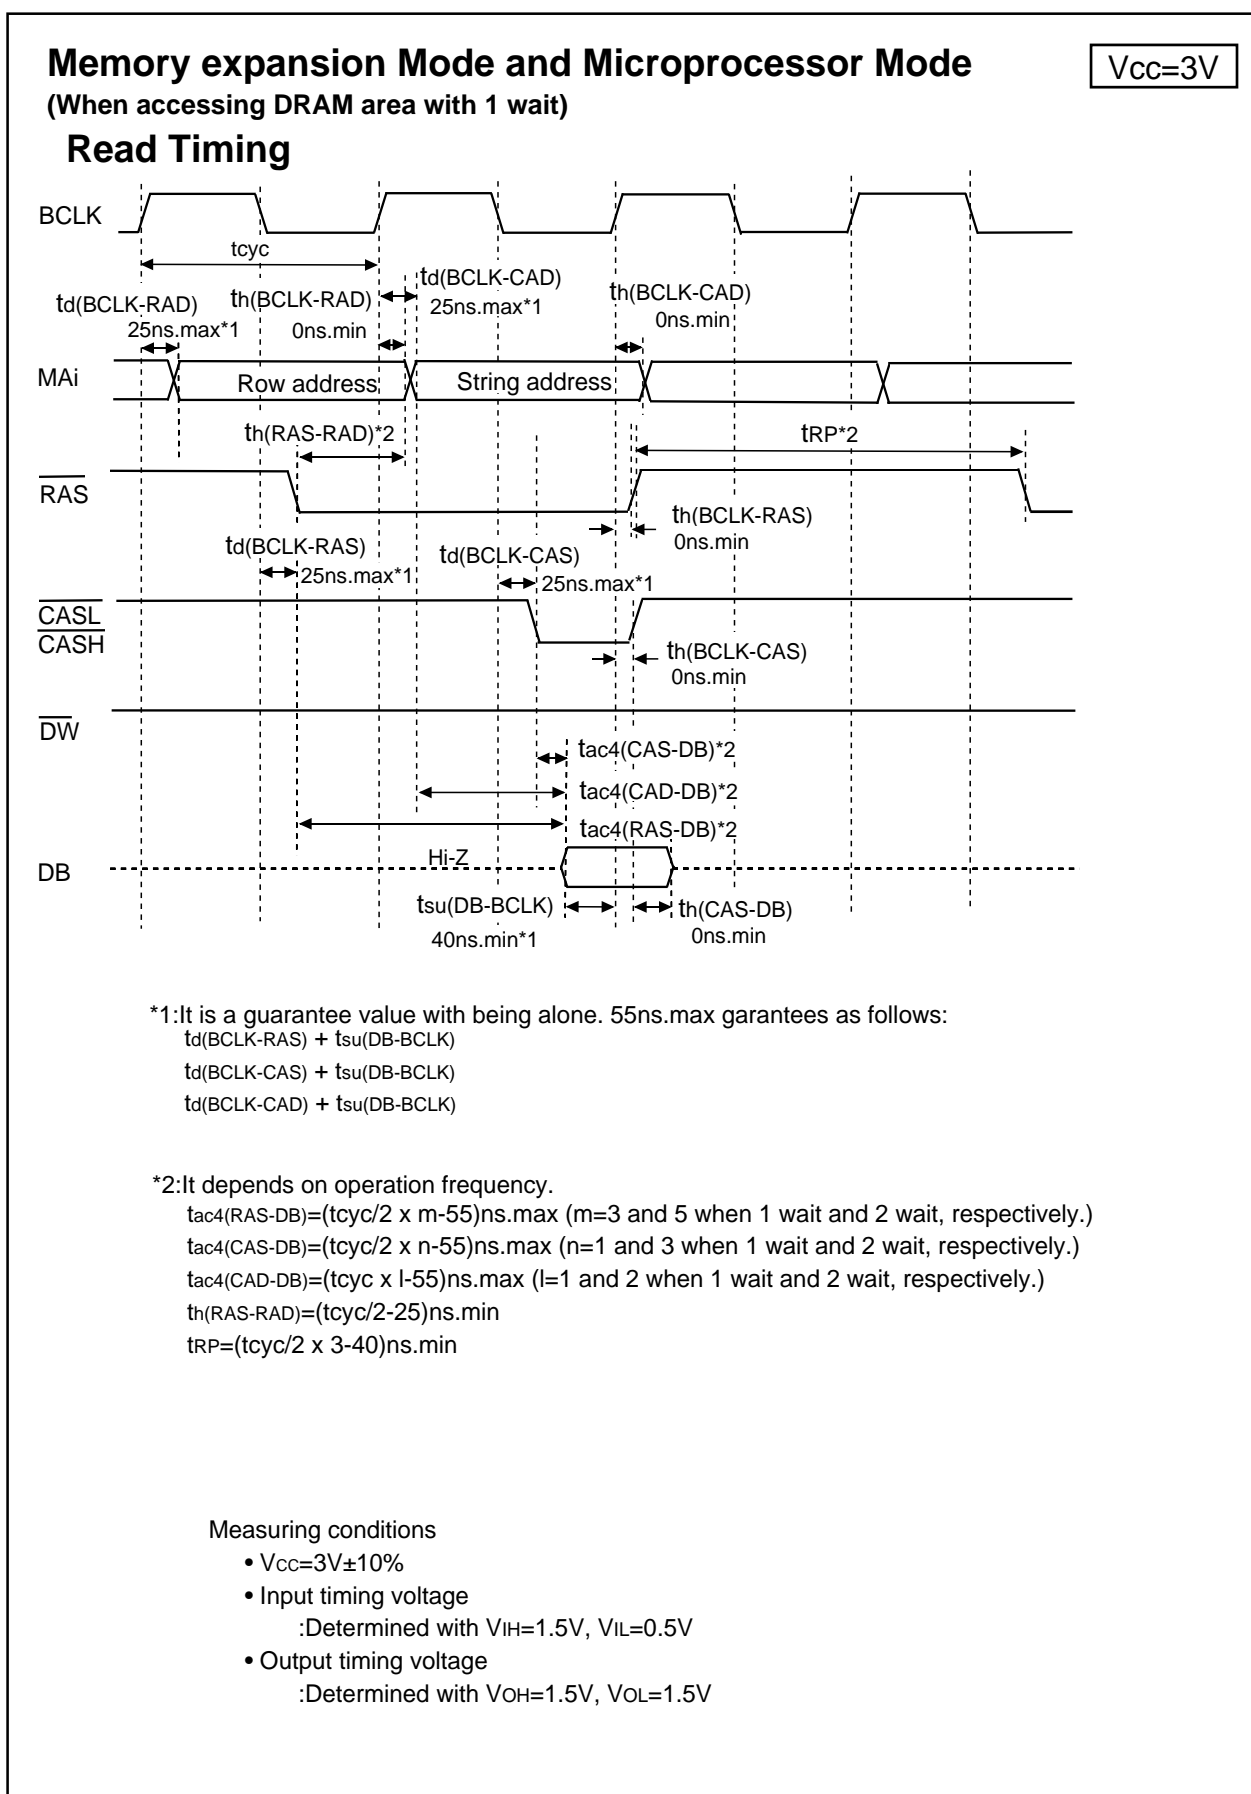 Memory expansion Mode and Microprocessor Mode
Vcc=3V
(When accessing DRAM area with 1 wait)
Read Timing
BCLK
tcyc
td(BCLK-RAD)
25ns.max*1
th(BCLK-RAD)
0ns.min
td(BCLK-CAD)
25ns.max*1
th(BCLK-CAD)
0ns.min
MAi
Row address
String address
th(RAS-RAD)*2
tRP*2
RAS
th(BCLK-RAS)
0ns.min
td(BCLK-RAS)
25ns.max*1
td(BCLK-CAS)
25ns.max*1
CASL
CASH
th(BCLK-CAS)
0ns.min
DW
tac4(CAS-DB)*2
tac4(CAD-DB)*2
tac4(RAS-DB)*2
Hi-Z
DB
tsu(DB-BCLK)
40ns.min*1
th(CAS-DB)
0ns.min
*1:It is a guarantee value with being alone. 55ns.max garantees as follows:
td(BCLK-RAS) + tsu(DB-BCLK)
td(BCLK-CAS) + tsu(DB-BCLK)
td(BCLK-CAD) + tsu(DB-BCLK)
*2:It depends on operation frequency.
tac4(RAS-DB)=(tcyc/2 x m-55)ns.max (m=3 and 5 when 1 wait and 2 wait, respectively.)
tac4(CAS-DB)=(tcyc/2 x n-55)ns.max (n=1 and 3 when 1 wait and 2 wait, respectively.)
tac4(CAD-DB)=(tcyc x l-55)ns.max (l=1 and 2 when 1 wait and 2 wait, respectively.)
th(RAS-RAD)=(tcyc/2-25)ns.min
tRP=(tcyc/2 x 3-40)ns.min
Measuring conditions
• VCC=3V±10%
• Input timing voltage
:Determined with VIH=1.5V, VIL=0.5V
• Output timing voltage
:Determined with VOH=1.5V, VOL=1.5V